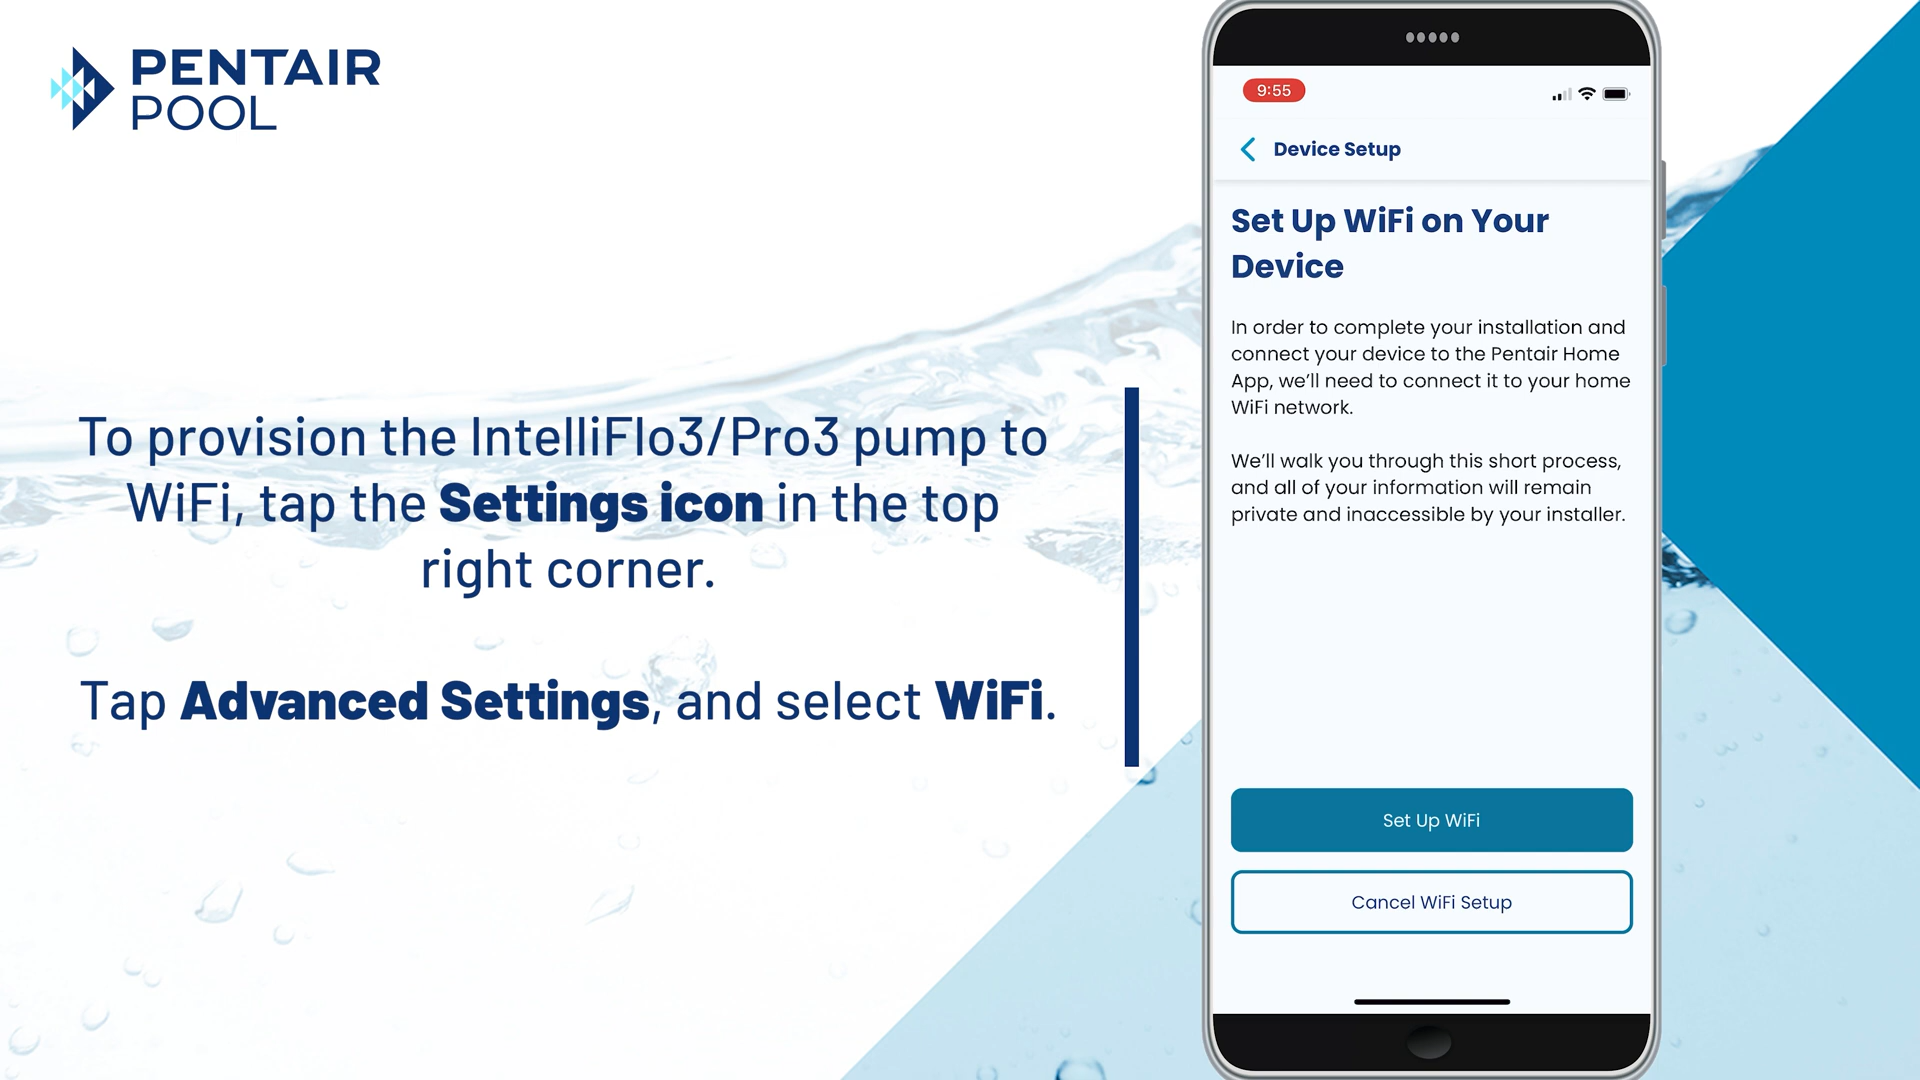 PENTAIR
POOL
To provision the IntelliFlo3/Pro3 pump to
WiFi, tap the Settings icon in the top
right corner.
Tap Advanced Settings, and select WiFi.
9:55
Device Setup
Set Up WiFi on Your
Device
In order to complete your installation and
connect your device to the Pentair Home
App, we'll need to connect it to your home
WiFi network.
We'll walk you through this short process,
and all of your information will remain
private and inaccessible by your installer.
Set Up WiFi
Cancel WiFi Setup